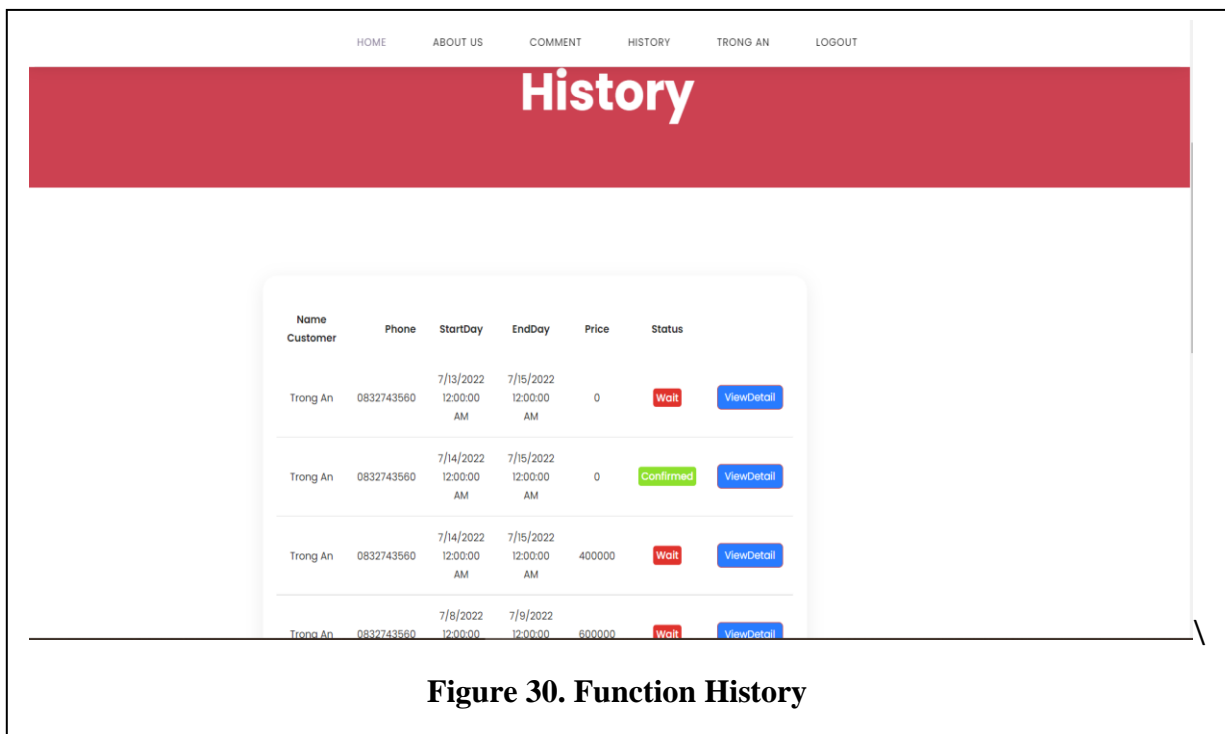 HOME ABOUT US COMMENT HISTORY TRONG AN LOGOUT
History
Name Customer Phone StartDay EndDay Price Status
Trong An 0832743560 7/13/2022 12:00:00 AM 7/15/2022 12:00:00 AM 0 Wait ViewDetail
Trong An 0832743560 7/14/2022 12:00:00 AM 7/15/2022 12:00:00 AM 0 Confirmed ViewDetail
Trong An 0832743560 7/14/2022 12:00:00 AM 7/15/2022 12:00:00 AM 400000 Wait ViewDetail
Trong An 0832743560 7/8/2022 12:00:00 7/9/2022 12:00:00 600000 Wait ViewDetail
\
Figure 30. Function History